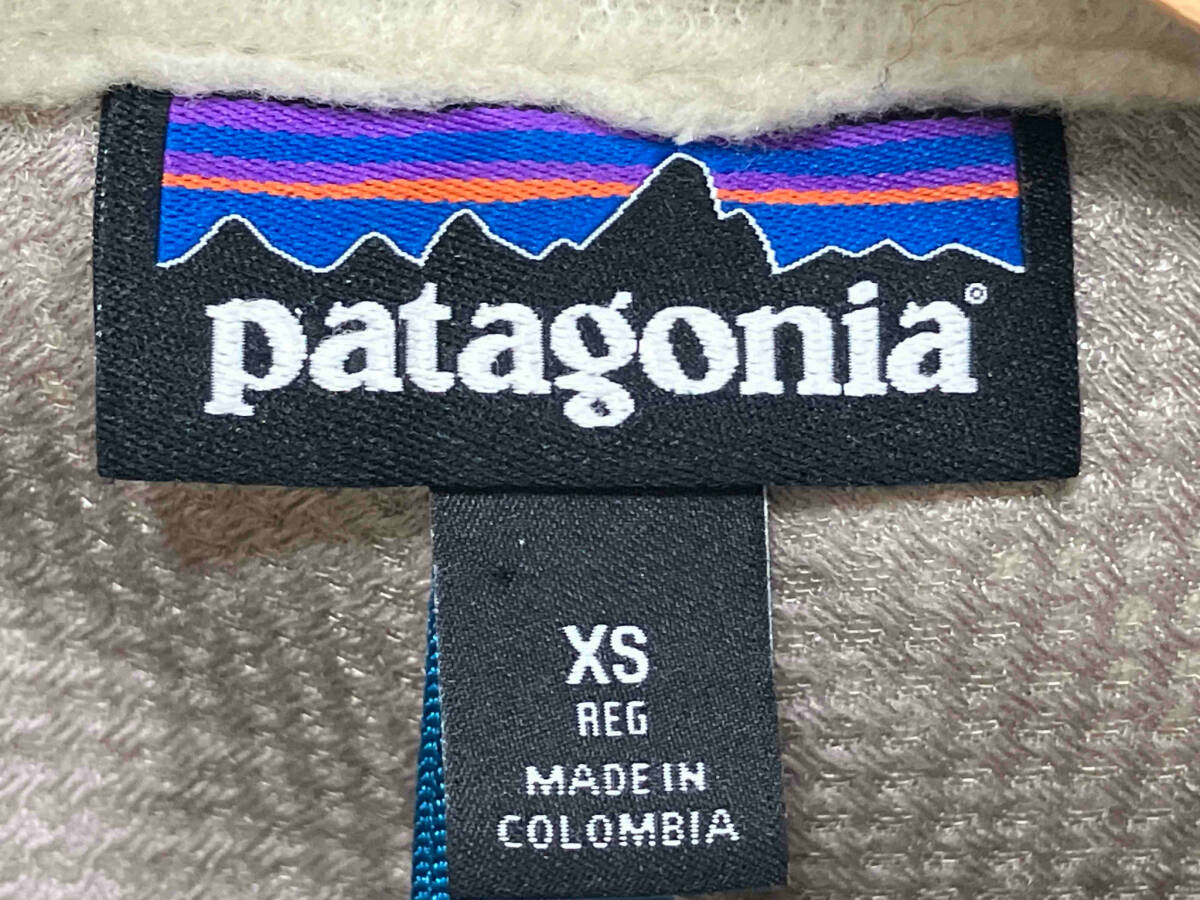 patagonia®
XS
REG
MADE IN
COLOMBIA